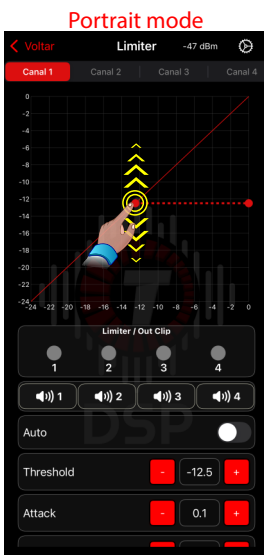 Portrait mode
Voltar Limiter -47 dBm
Canal 1 Canal 2 Canal 3 Canal 4
0
-2
-4
-6
-8
-10
-12
-14
-16
-18
-20
-22
-24
-24 -22 -20 -18 -16 -14 -12 -10 -8 -6 -4 -2 0
Limiter / Out Clip
1 2 3 4
1 2 3 4
DSP
Auto
Threshold - -12.5 +
Attack - 0.1 +